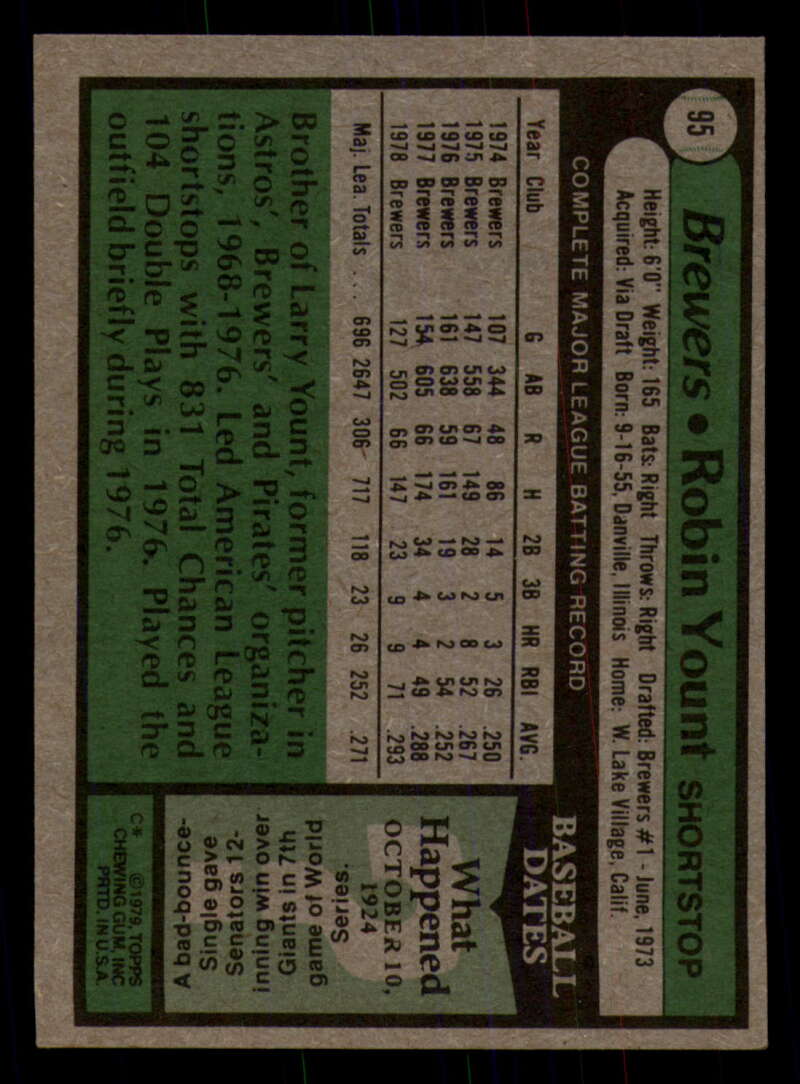 95
Brewers • Robin Yount SHORTSTOP
Height: 6'0" Weight: 165 Bats: Right Throws: Right Drafted: Brewers #1 - June, 1973
Acquired: Via Draft Born: 9-16-55, Danville, Illinois Home: W. Lake Village, Calif.
COMPLETE MAJOR LEAGUE BATTING RECORD
Year Club G AB R H 2B 3B HR RBI AVG.
1974 Brewers 107 344 48 86 14 5 3 26 .250
1975 Brewers 147 558 67 149 28 2 8 52 .267
1976 Brewers 161 638 59 161 19 3 2 54 .252
1977 Brewers 154 605 66 174 34 4 4 49 .288
1978 Brewers 127 502 66 147 23 9 9 71 .293
Maj. Lea. Totals ... 696 2647 306 717 118 23 26 252 .271
Brother of Larry Yount, former pitcher in
Astros', Brewers' and Pirates' organiza-
tions, 1968-1976. Led American League
shortstops with 831 Total Chances and
104 Double Plays in 1976. Played the
outfield briefly during 1976.
BASEBALL
DATES
What
Happened
OCTOBER 10,
1924
A bad-bounce-
Single gave
Senators 12-
inning win over
Giants in 7th
game of World
Series.
C* ©1979, TOPPS
CHEWING GUM, INC
PRTD. IN U.S.A.